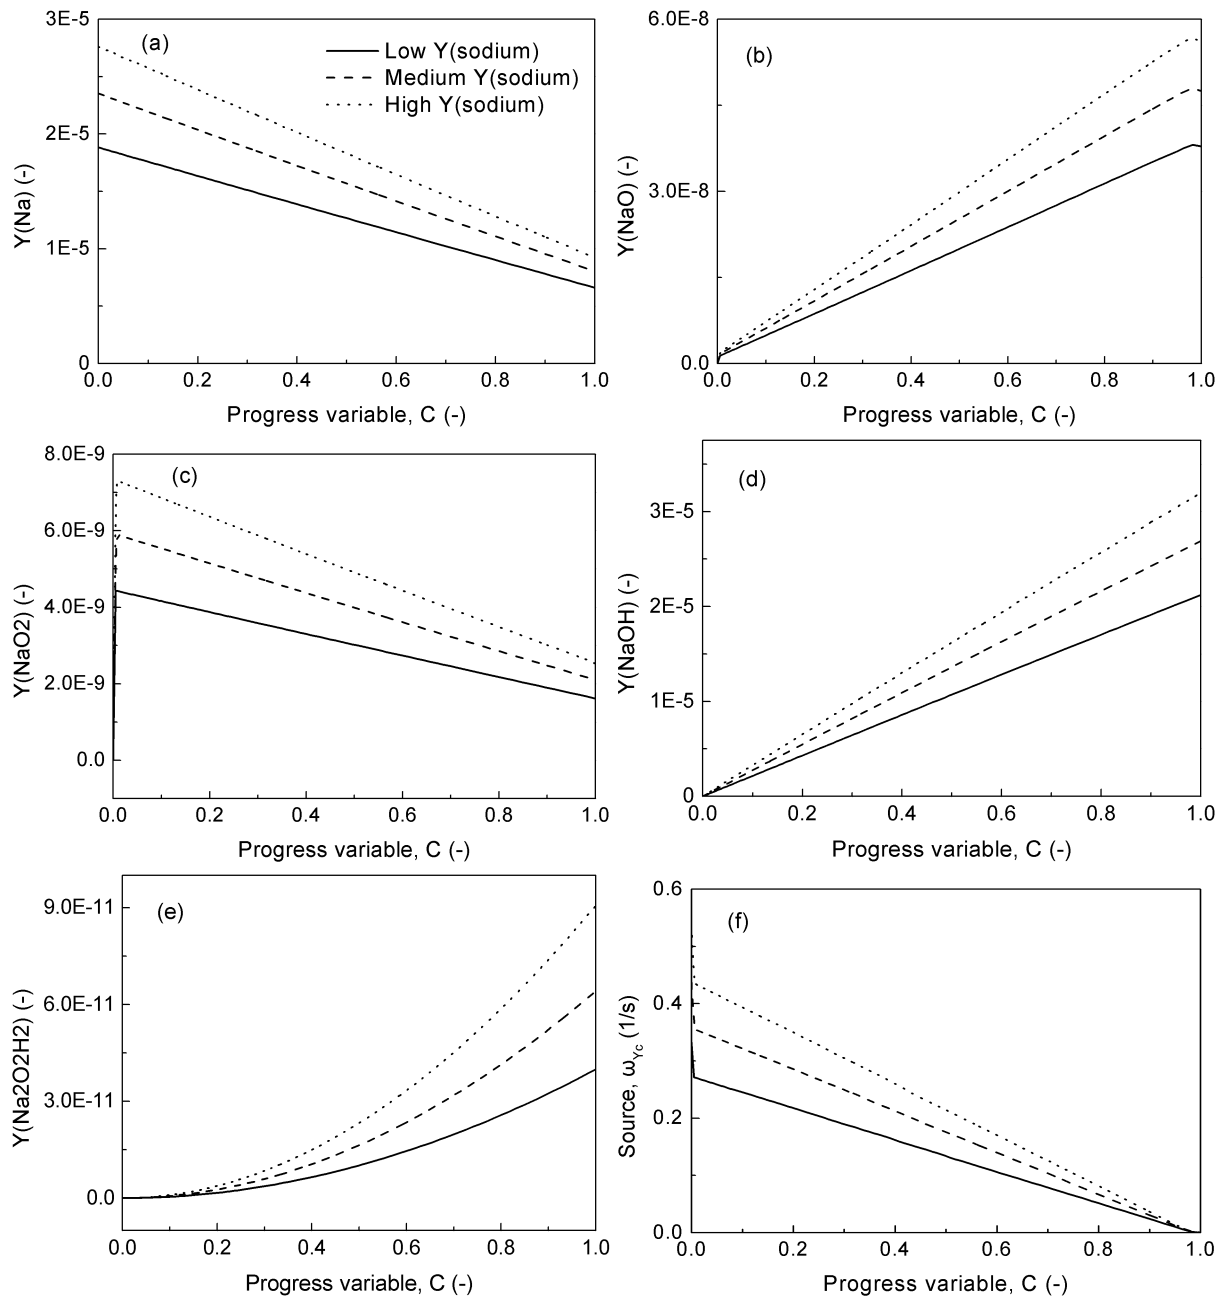 3E-5
2E-5
1E-5
0
Y(Na) (-)
(a)
Low Y(sodium)
Medium Y(sodium)
High Y(sodium)
0.0 0.2 0.4 0.6 0.8 1.0
Progress variable, C (-)
6.0E-8
3.0E-8
0.0
Y(NaO) (-)
(b)
0.0 0.2 0.4 0.6 0.8 1.0
Progress variable, C (-)
8.0E-9
6.0E-9
4.0E-9
2.0E-9
0.0
Y(NaO2) (-)
(c)
0.0 0.2 0.4 0.6 0.8 1.0
Progress variable, C (-)
3E-5
2E-5
1E-5
0
Y(NaOH) (-)
(d)
0.0 0.2 0.4 0.6 0.8 1.0
Progress variable, C (-)
9.0E-11
6.0E-11
3.0E-11
0.0
Y(Na2O2H2) (-)
(e)
0.0 0.2 0.4 0.6 0.8 1.0
Progress variable, C (-)
0.6
0.4
0.2
0.0
Source, ω_Yc (1/s)
(f)
0.0 0.2 0.4 0.6 0.8 1.0
Progress variable, C (-)